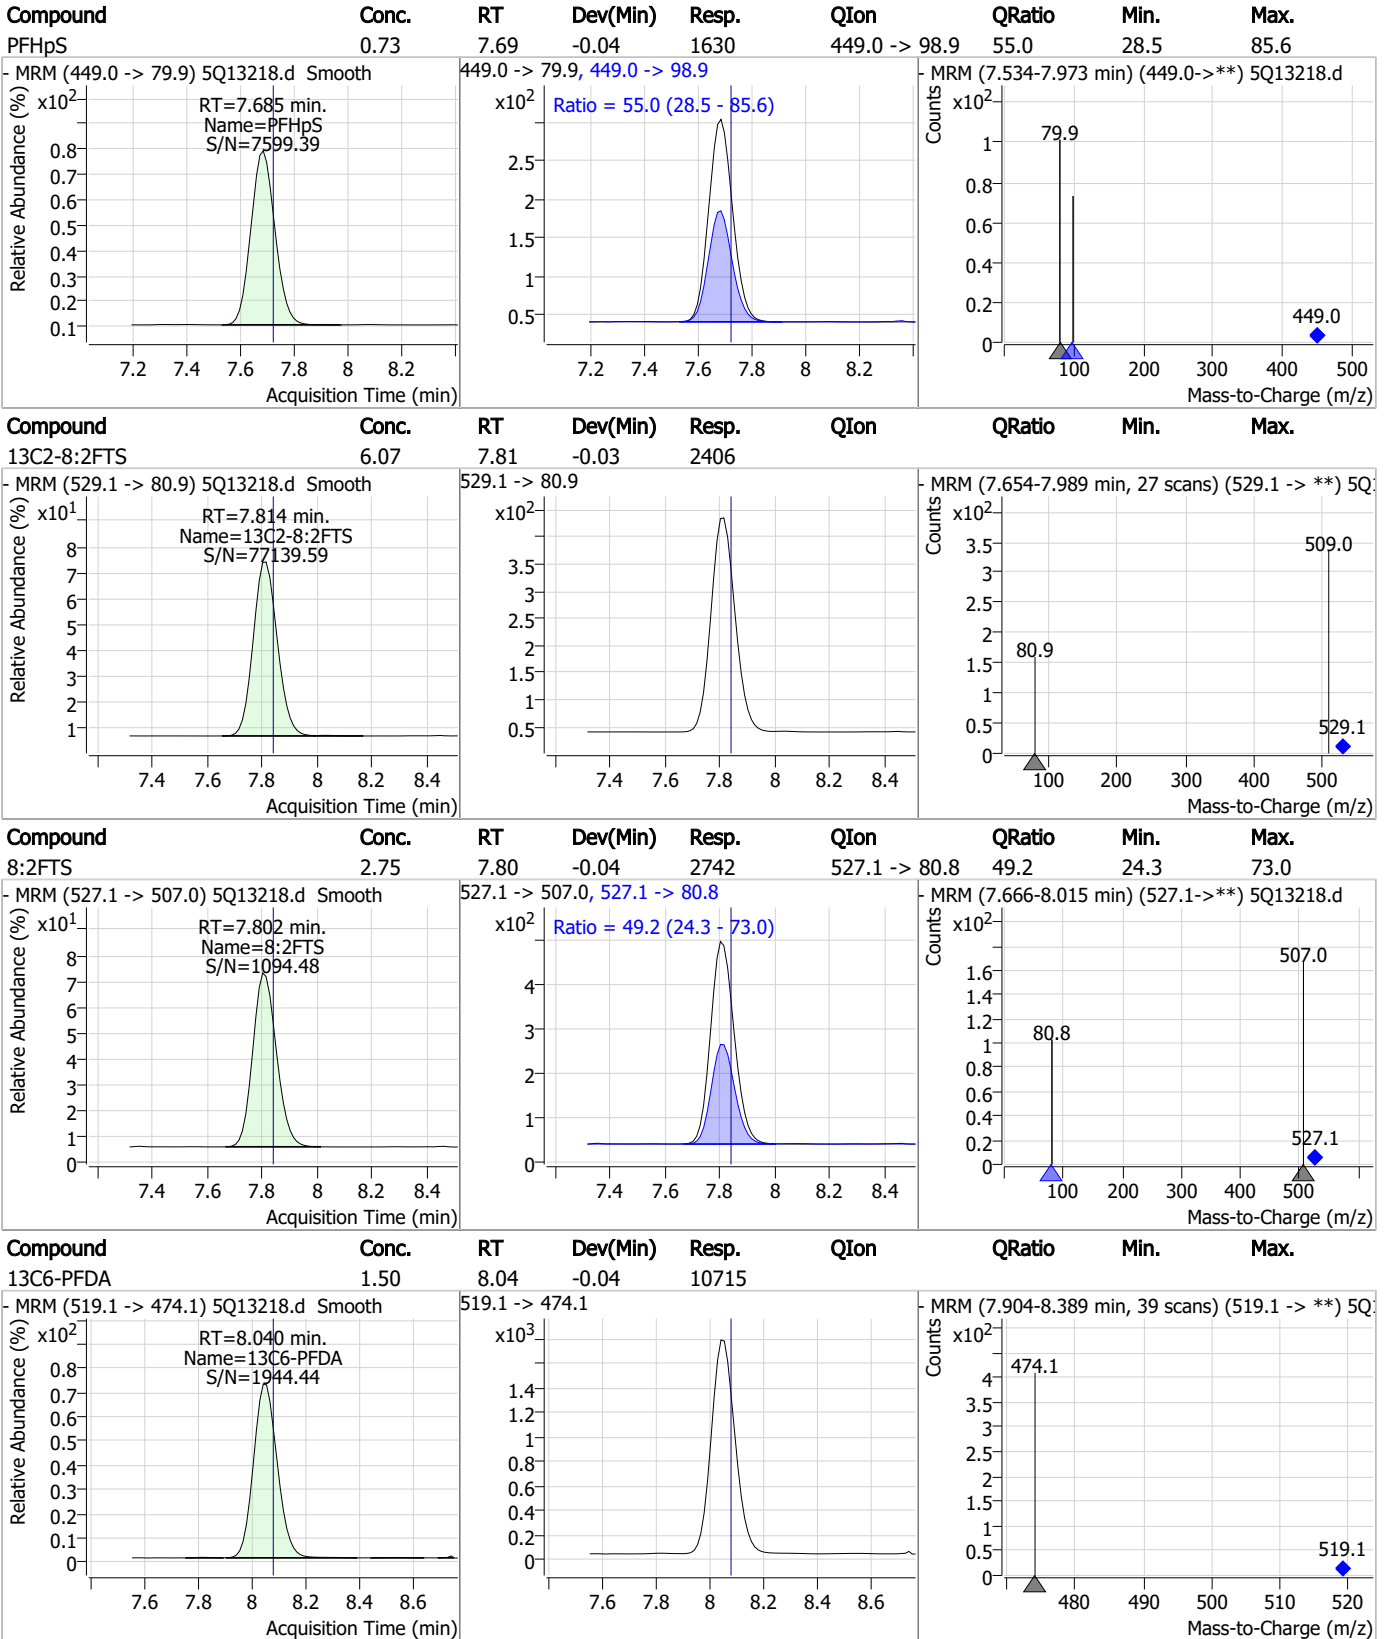 Compound Conc. RT Dev(Min) Resp. QIon QRatio Min. Max.
PFHpS 0.73 7.69 -0.04 1630 449.0 -> 98.9 55.0 28.5 85.6
- MRM (449.0 -> 79.9) 5Q13218.d Smooth
Relative Abundance (%)
x10²
RT=7.685 min.
Name=PFHpS
S/N=7599.39
0.8
0.7
0.6
0.5
0.4
0.3
0.2
0.1
7.2 7.4 7.6 7.8 8 8.2
Acquisition Time (min)
449.0 -> 79.9, 449.0 -> 98.9
x10²
Ratio = 55.0 (28.5 - 85.6)
2.5
2
1.5
1
0.5
7.2 7.4 7.6 7.8 8 8.2
- MRM (7.534-7.973 min) (449.0->**) 5Q13218.d
Counts
x10²
79.9
1
0.8
0.6
0.4
0.2
0
449.0
100 200 300 400 500
Mass-to-Charge (m/z)
Compound Conc. RT Dev(Min) Resp. QIon QRatio Min. Max.
13C2-8:2FTS 6.07 7.81 -0.03 2406
- MRM (529.1 -> 80.9) 5Q13218.d Smooth
Relative Abundance (%)
x10¹
RT=7.814 min.
Name=13C2-8:2FTS
S/N=77139.59
8
7
6
5
4
3
2
1
7.4 7.6 7.8 8 8.2 8.4
Acquisition Time (min)
529.1 -> 80.9
x10²
3.5
3
2.5
2
1.5
1
0.5
7.4 7.6 7.8 8 8.2 8.4
- MRM (7.654-7.989 min, 27 scans) (529.1 -> **) 5Q1
Counts
x10²
3.5
3
2.5
2
1.5
1
0.5
0
509.0
80.9
529.1
100 200 300 400 500
Mass-to-Charge (m/z)
Compound Conc. RT Dev(Min) Resp. QIon QRatio Min. Max.
8:2FTS 2.75 7.80 -0.04 2742 527.1 -> 80.8 49.2 24.3 73.0
- MRM (527.1 -> 507.0) 5Q13218.d Smooth
Relative Abundance (%)
x10¹
RT=7.802 min.
Name=8:2FTS
S/N=1094.48
8
7
6
5
4
3
2
1
0
7.4 7.6 7.8 8 8.2 8.4
Acquisition Time (min)
527.1 -> 507.0, 527.1 -> 80.8
x10²
Ratio = 49.2 (24.3 - 73.0)
4
3
2
1
0
7.4 7.6 7.8 8 8.2 8.4
- MRM (7.666-8.015 min) (527.1->**) 5Q13218.d
Counts
x10²
507.0
1.6
1.4
1.2
1
0.8
0.6
0.4
0.2
0
80.8
527.1
100 200 300 400 500
Mass-to-Charge (m/z)
Compound Conc. RT Dev(Min) Resp. QIon QRatio Min. Max.
13C6-PFDA 1.50 8.04 -0.04 10715
- MRM (519.1 -> 474.1) 5Q13218.d Smooth
Relative Abundance (%)
x10²
RT=8.040 min.
Name=13C6-PFDA
S/N=1944.44
0.8
0.7
0.6
0.5
0.4
0.3
0.2
0.1
0
7.6 7.8 8 8.2 8.4 8.6
Acquisition Time (min)
519.1 -> 474.1
x10³
1.4
1.2
1
0.8
0.6
0.4
0.2
0
7.6 7.8 8 8.2 8.4 8.6
- MRM (7.904-8.389 min, 39 scans) (519.1 -> **) 5Q1
Counts
x10²
474.1
4
3.5
3
2.5
2
1.5
1
0.5
0
519.1
480 490 500 510 520
Mass-to-Charge (m/z)